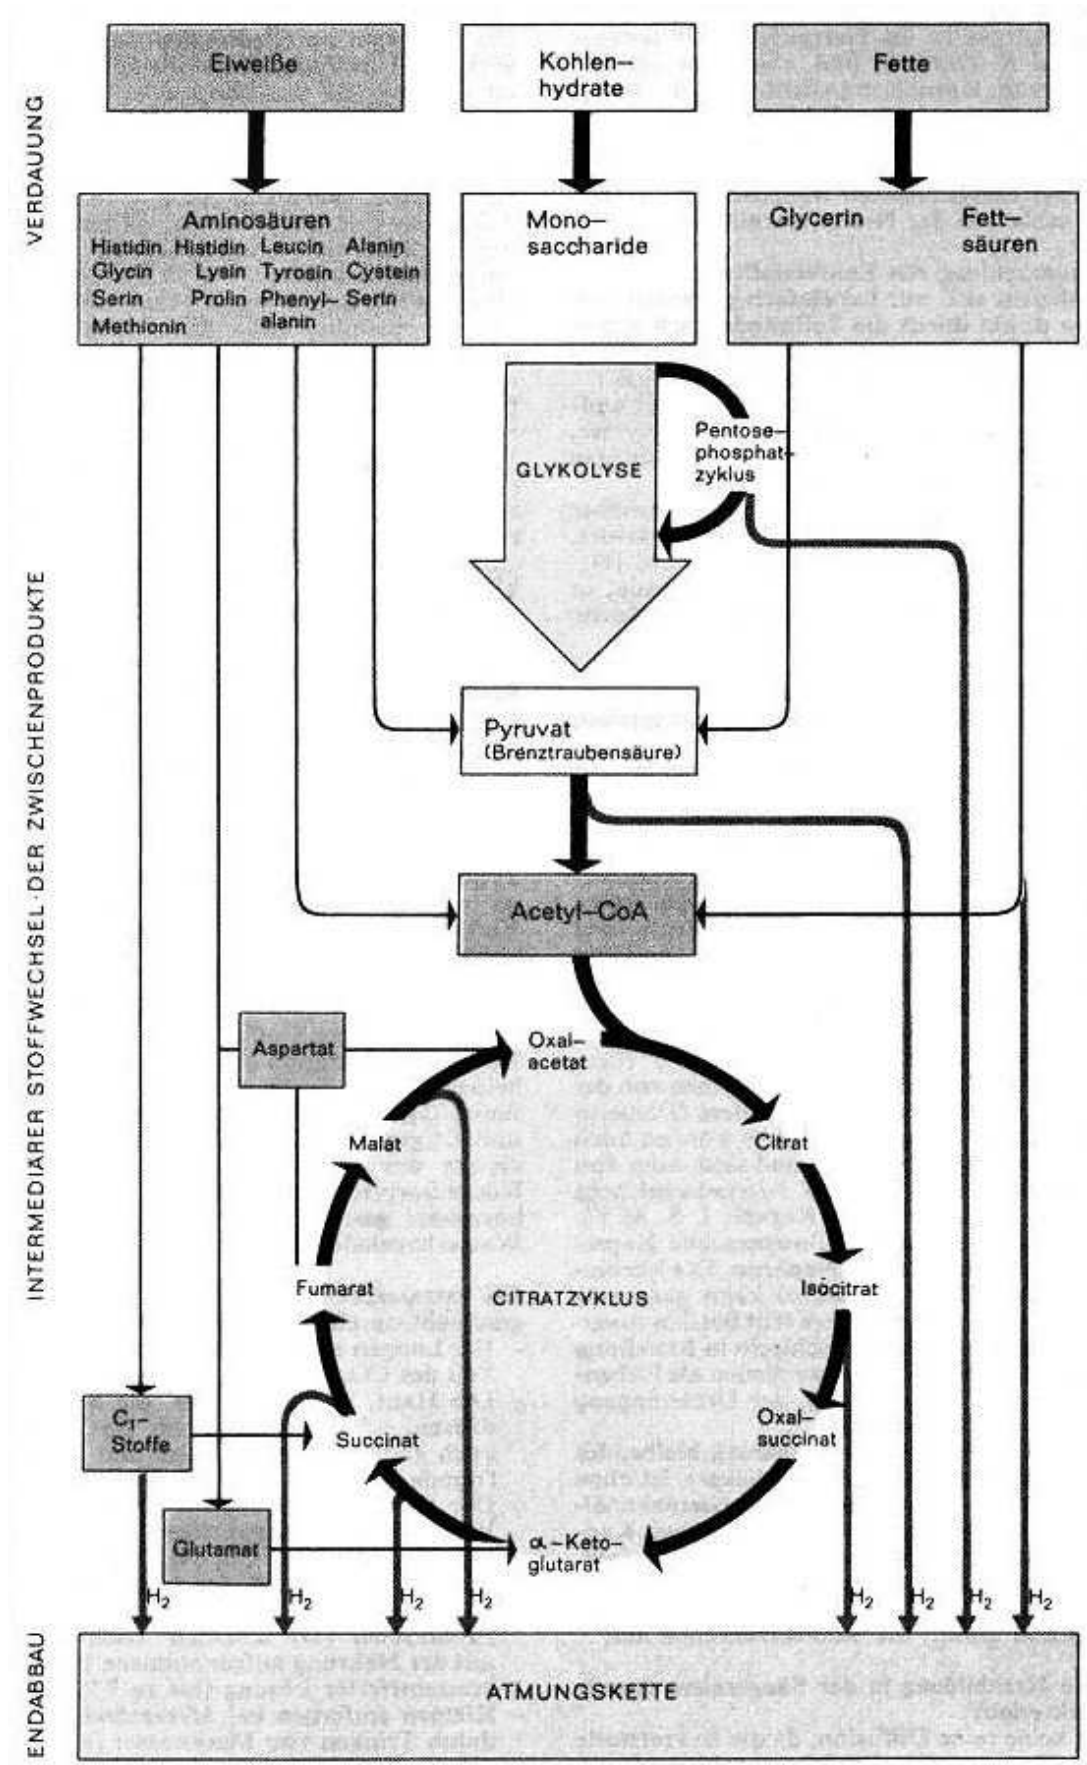 Eiweiße
Kohlen-
hydrate
Fette
VERDAUUNG
Aminosäuren
Histidin Histidin Leucin Alanin
Glycin Lysin Tyrosin Cystein
Serin Prolin Phenyl- Serin
Methionin alanin
Mono-
saccharide
Glycerin
Fett-
säuren
GLYKOLYSE
Pentose-
phosphat-
zyklus
INTERMEDIÄRER STOFFWECHSEL · DER ZWISCHENPRODUKTE
Pyruvat
(Brenztraubensäure)
Acetyl-CoA
Aspartat
Oxal-
acetat
Malat
Citrat
Fumarat
CITRATZYKLUS
Isocitrat
C₁-
Stoffe
Succinat
Oxal-
succinat
Glutamat
α-Keto-
glutarat
H₂ H₂ H₂ H₂ H₂ H₂ H₂ H₂
ENDABBAU
ATMUNGSKETTE